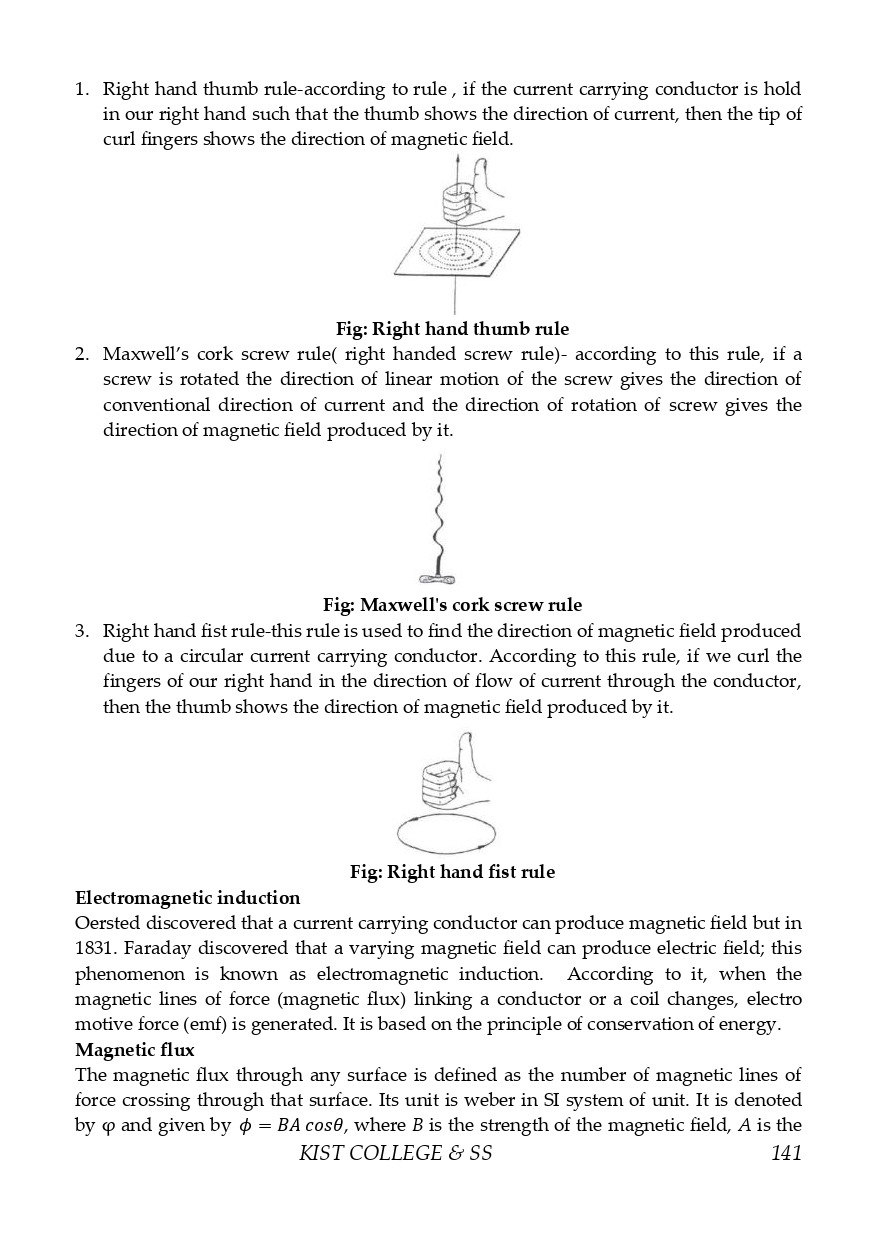 1. Right hand thumb rule-according to rule , if the current carrying conductor is hold
in our right hand such that the thumb shows the direction of current, then the tip of
curl fingers shows the direction of magnetic field.
Fig: Right hand thumb rule
2. Maxwell’s cork screw rule( right handed screw rule)- according to this rule, if a
screw is rotated the direction of linear motion of the screw gives the direction of
conventional direction of current and the direction of rotation of screw gives the
direction of magnetic field produced by it.
Fig: Maxwell's cork screw rule
3. Right hand fist rule-this rule is used to find the direction of magnetic field produced
due to a circular current carrying conductor. According to this rule, if we curl the
fingers of our right hand in the direction of flow of current through the conductor,
then the thumb shows the direction of magnetic field produced by it.
Fig: Right hand fist rule
Electromagnetic induction
Oersted discovered that a current carrying conductor can produce magnetic field but in
1831. Faraday discovered that a varying magnetic field can produce electric field; this
phenomenon is known as electromagnetic induction. According to it, when the
magnetic lines of force (magnetic flux) linking a conductor or a coil changes, electro
motive force (emf) is generated. It is based on the principle of conservation of energy.
Magnetic flux
The magnetic flux through any surface is defined as the number of magnetic lines of
force crossing through that surface. Its unit is weber in SI system of unit. It is denoted
by φ and given by 𝜙 = 𝐵𝐴 𝑐𝑜𝑠𝜃, where B is the strength of the magnetic field, A is the
KIST COLLEGE & SS 141